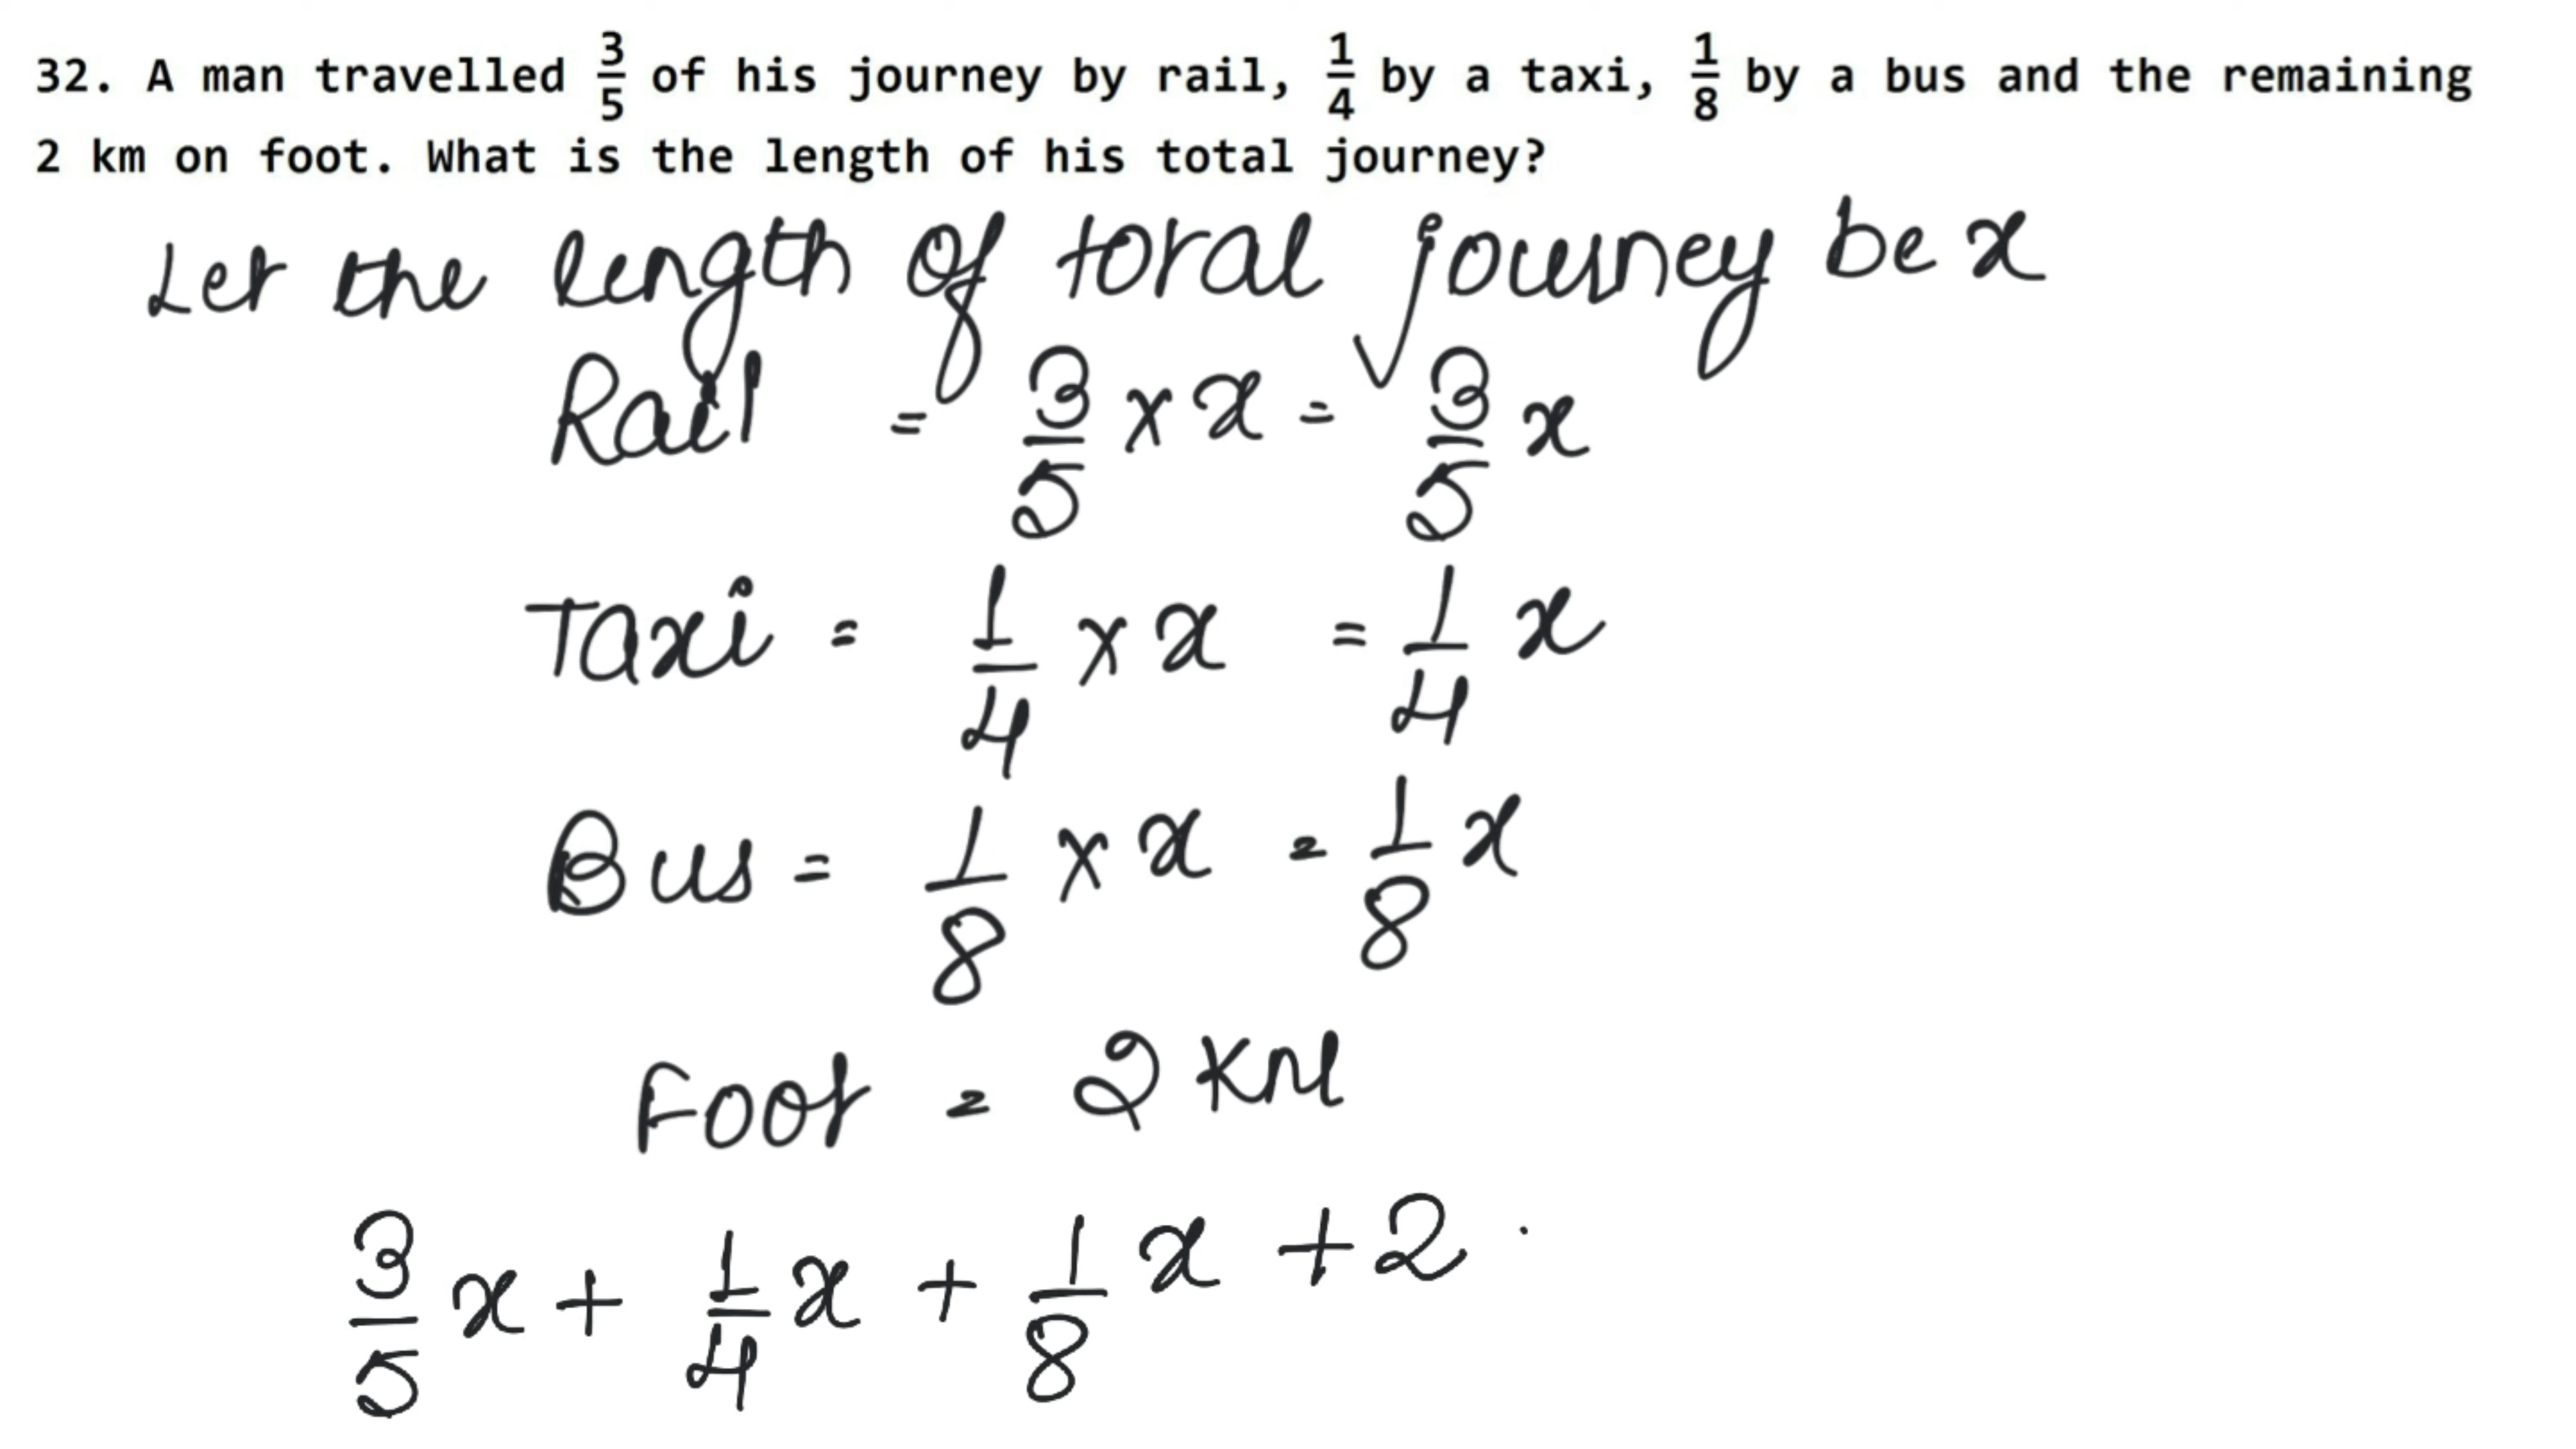 32. A man travelled 3/5 of his journey by rail, 1/4 by a taxi, 1/8 by a bus and the remaining
2 km on foot. What is the length of his total journey?
Let the length of total journey be x
Rail = 3/5 × x = 3/5 x
Taxi = 1/4 × x = 1/4 x
Bus = 1/8 × x = 1/8 x
Foot = 2 KM
3/5 x + 1/4 x + 1/8 x + 2